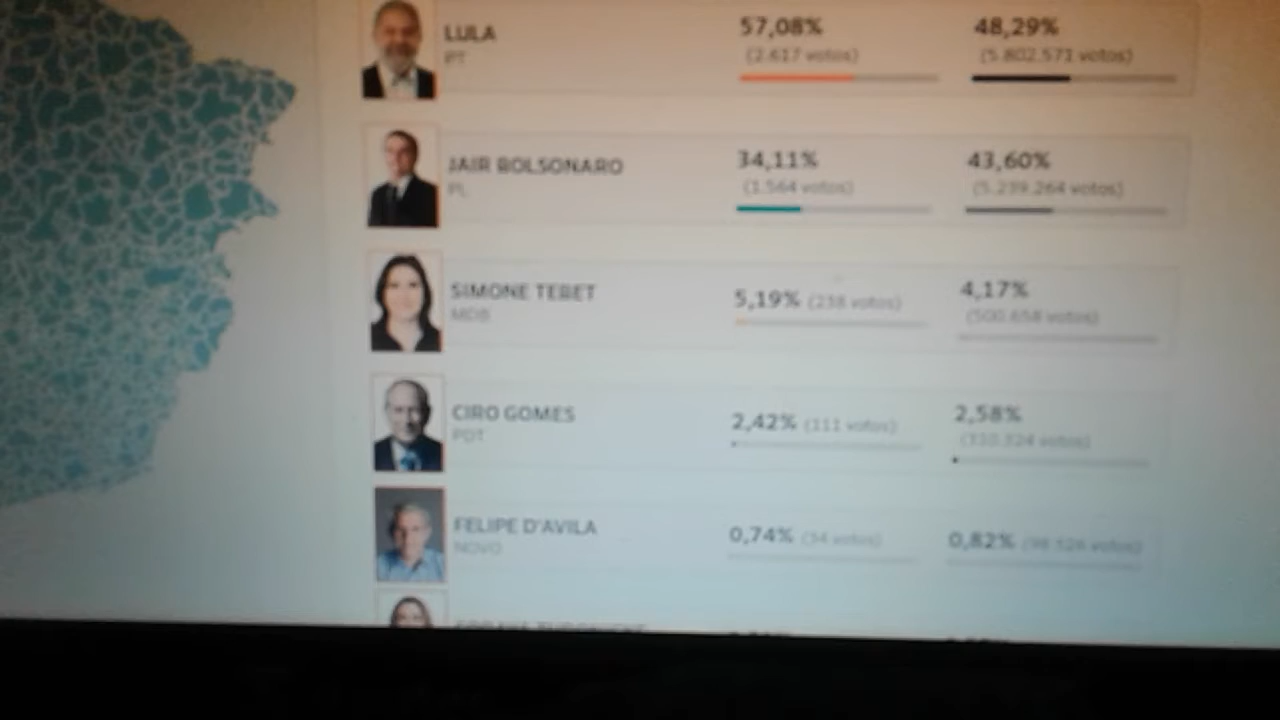 LULA
PT
57,08%
(2.617 votos)
48,29%
(5.802.571 votos)
JAIR BOLSONARO
PL
34,11%
(1.564 votos)
43,60%
(5.239.264 votos)
SIMONE TEBET
MDB
5,19% (238 votos)
4,17%
(500.658 votos)
CIRO GOMES
PDT
2,42% (111 votos)
2,58%
votos)
FELIPE D'AVILA
NOVO
0,74% (34 votos)
0,82%
votos)